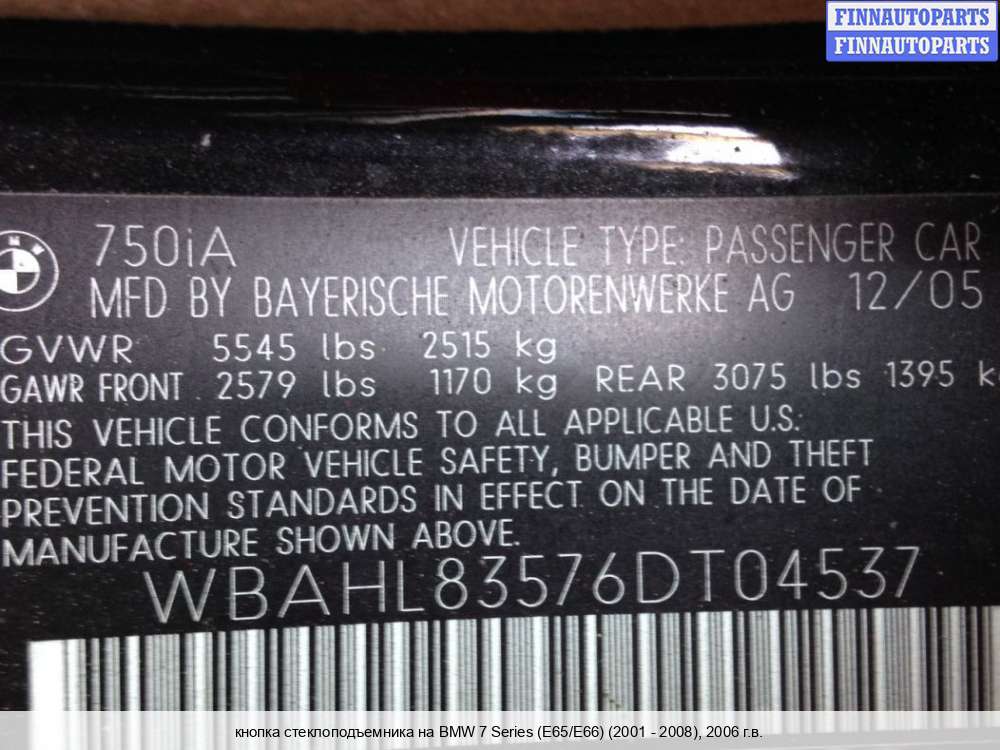 FINNAUTOPARTS
FINNAUTOPARTS
BMW
750iA VEHICLE TYPE: PASSENGER CAR
MFD BY BAYERISCHE MOTORENWERKE AG 12/05
GVWR 5545 lbs 2515 kg
GAWR FRONT 2579 lbs 1170 kg REAR 3075 lbs 1395 kg
THIS VEHICLE CONFORMS TO ALL APPLICABLE U.S.
FEDERAL MOTOR VEHICLE SAFETY, BUMPER AND THEFT
PREVENTION STANDARDS IN EFFECT ON THE DATE OF
MANUFACTURE SHOWN ABOVE.
WBAHL83576DT04537
кнопка стеклоподъемника на BMW 7 Series (E65/E66) (2001 - 2008), 2006 г.в.